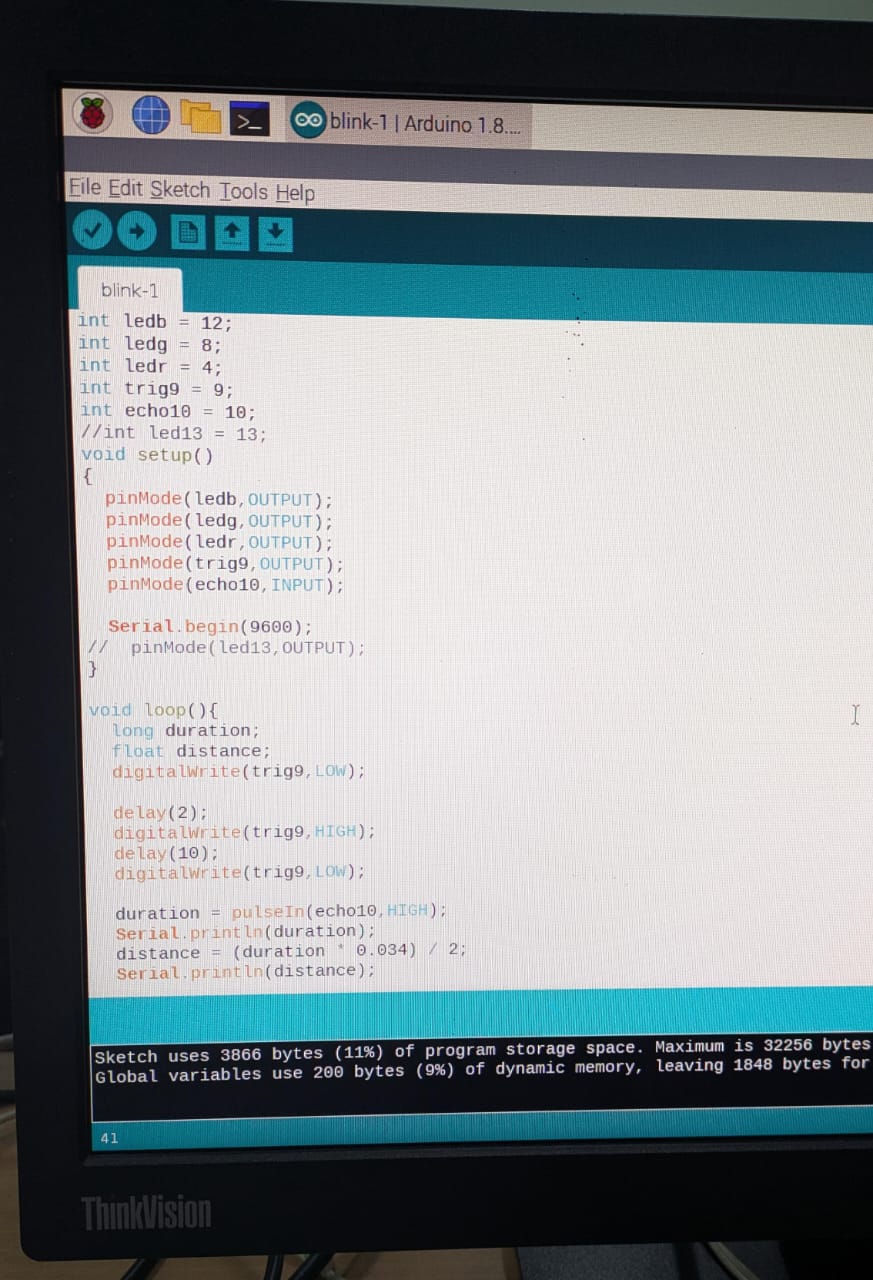 blink-1 | Arduino 1.8....
File Edit Sketch Tools Help
blink-1
int ledb = 12;
int ledg = 8;
int ledr = 4;
int trig9 = 9;
int echo10 = 10;
//int led13 = 13;
void setup()
{
  pinMode(ledb,OUTPUT);
  pinMode(ledg,OUTPUT);
  pinMode(ledr,OUTPUT);
  pinMode(trig9,OUTPUT);
  pinMode(echo10,INPUT);
  Serial.begin(9600);
//  pinMode(led13,OUTPUT);
}
void loop(){
  long duration;
  float distance;
  digitalWrite(trig9,LOW);
  delay(2);
  digitalWrite(trig9,HIGH);
  delay(10);
  digitalWrite(trig9,LOW);
  duration = pulseIn(echo10,HIGH);
  Serial.println(duration);
  distance = (duration * 0.034) / 2;
  Serial.println(distance);
Sketch uses 3866 bytes (11%) of program storage space. Maximum is 32256 bytes
Global variables use 200 bytes (9%) of dynamic memory, leaving 1848 bytes for
41
ThinkVision